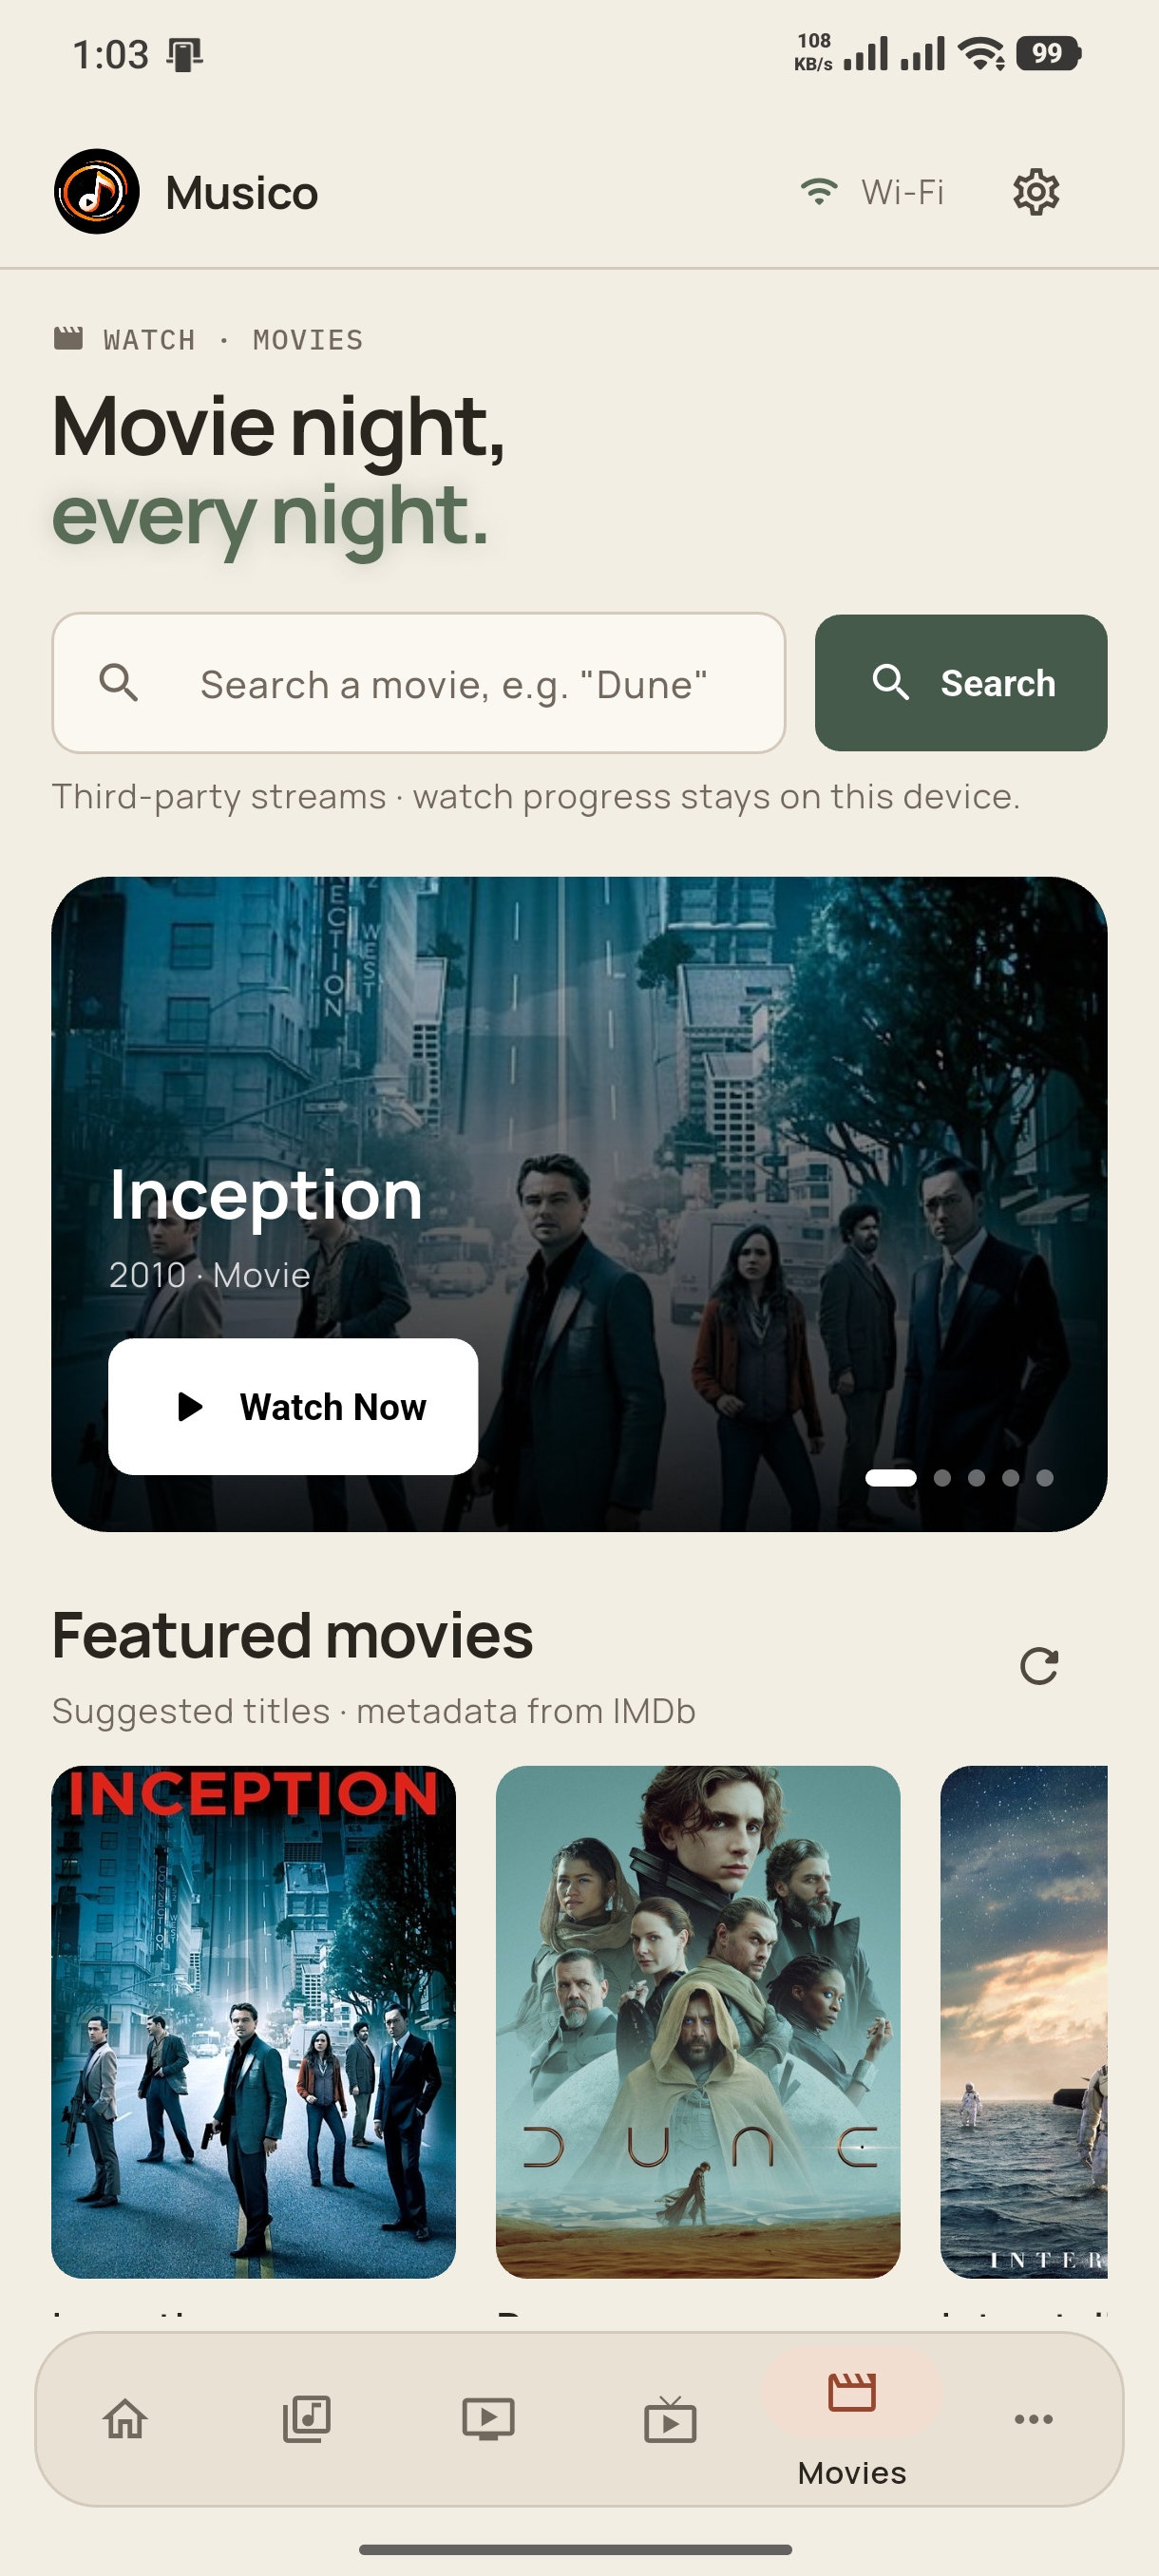 1:03
108
KB/s
99
Musico
Wi-Fi
WATCH · MOVIES
Movie night,
every night.
Search a movie, e.g. "Dune"
Search
Third-party streams · watch progress stays on this device.
Inception
2010 · Movie
Watch Now
Featured movies
Suggested titles · metadata from IMDb
INCEPTION
DUNE
INTER
Movies